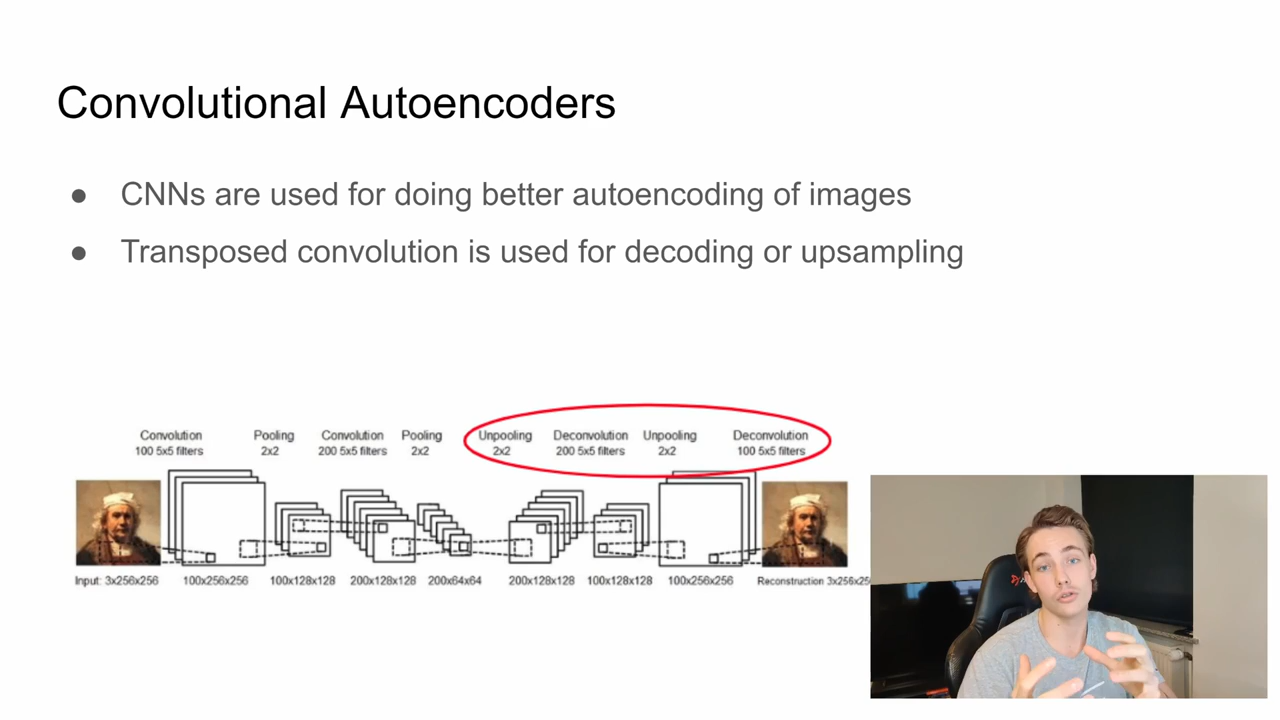 Convolutional Autoencoders
● CNNs are used for doing better autoencoding of images
● Transposed convolution is used for decoding or upsampling
Convolution Pooling Convolution Pooling Unpooling Deconvolution Unpooling Deconvolution
100 5x5 filters 2x2 200 5x5 filters 2x2 2x2 200 5x5 filters 2x2 100 5x5 filters
Input: 3x256x256 100x256x256 100x128x128 200x128x128 200x64x64 200x128x128 100x128x128 100x256x256 Reconstruction 3x256x25